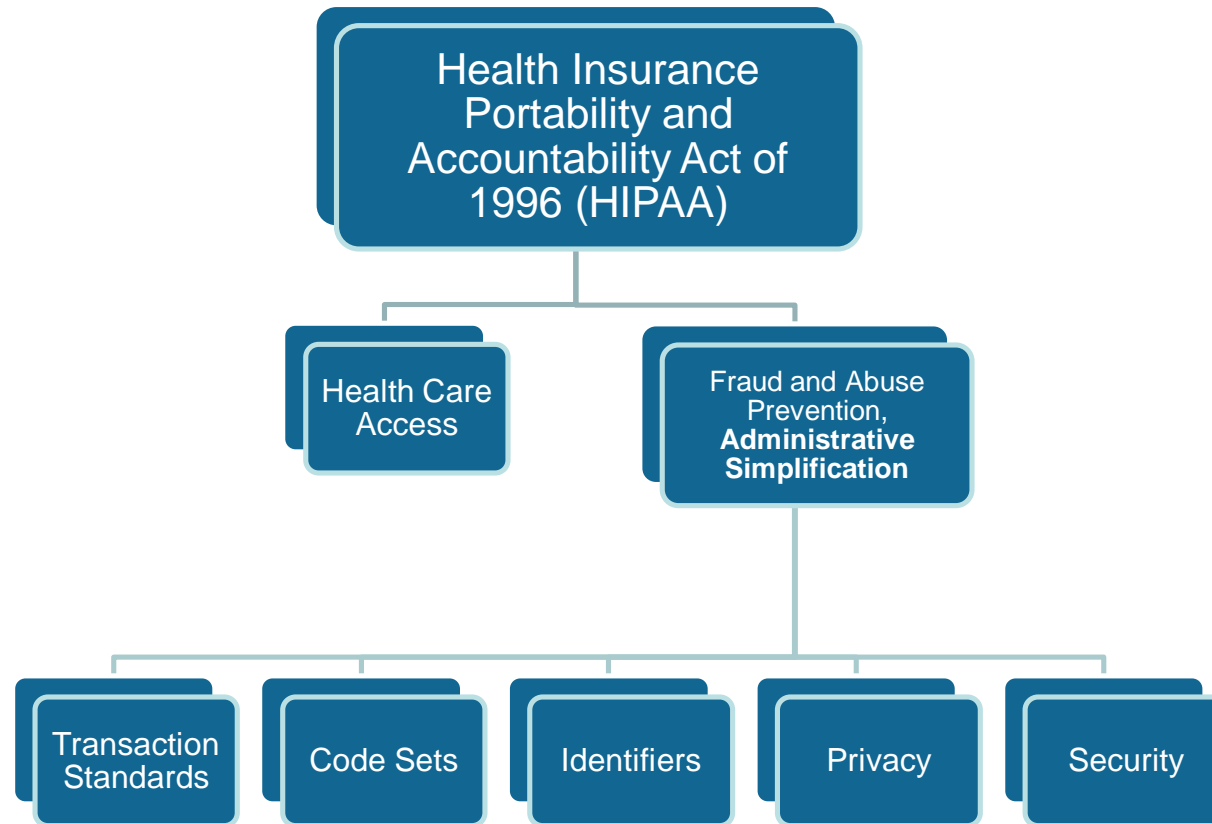 Health Insurance
Portability and
Accountability Act of
1996 (HIPAA)
Health Care
Access
Fraud and Abuse
Prevention,
Administrative
Simplification
Transaction
Standards
Code Sets
Identifiers
Privacy
Security